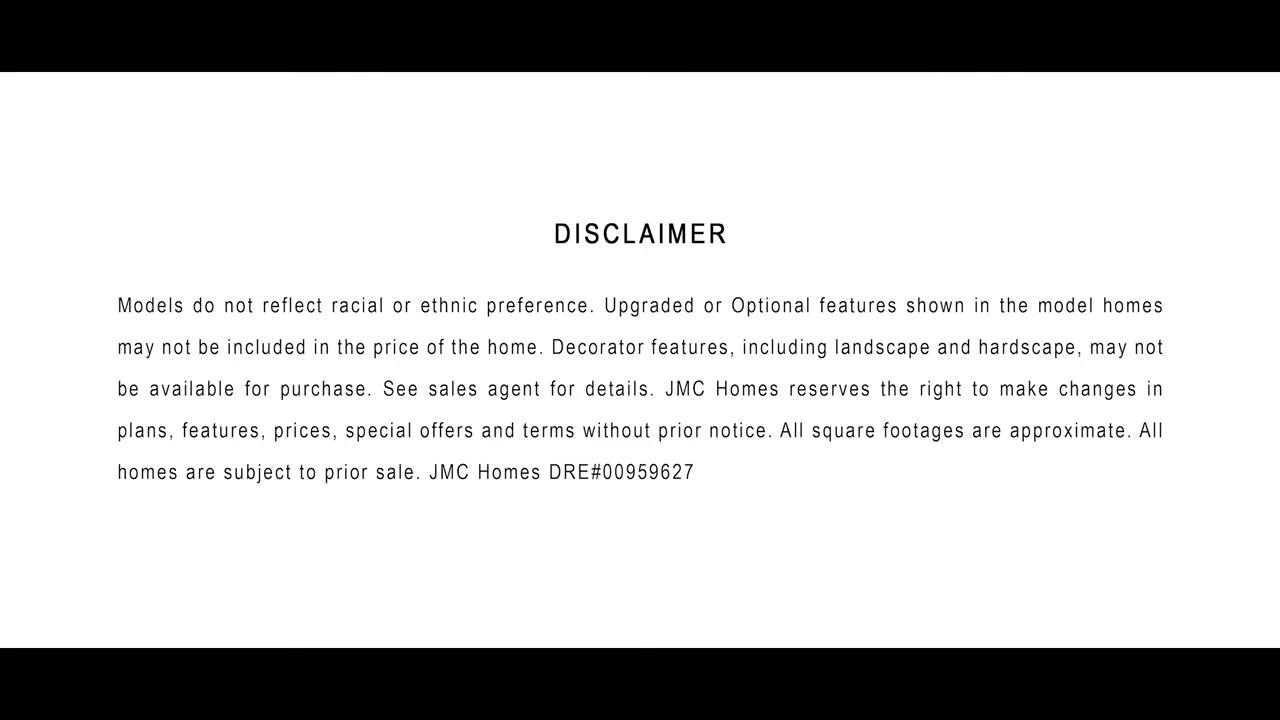 DISCLAIMER
Models do not reflect racial or ethnic preference. Upgraded or Optional features shown in the model homes
may not be included in the price of the home. Decorator features, including landscape and hardscape, may not
be available for purchase. See sales agent for details. JMC Homes reserves the right to make changes in
plans, features, prices, special offers and terms without prior notice. All square footages are approximate. All
homes are subject to prior sale. JMC Homes DRE#00959627